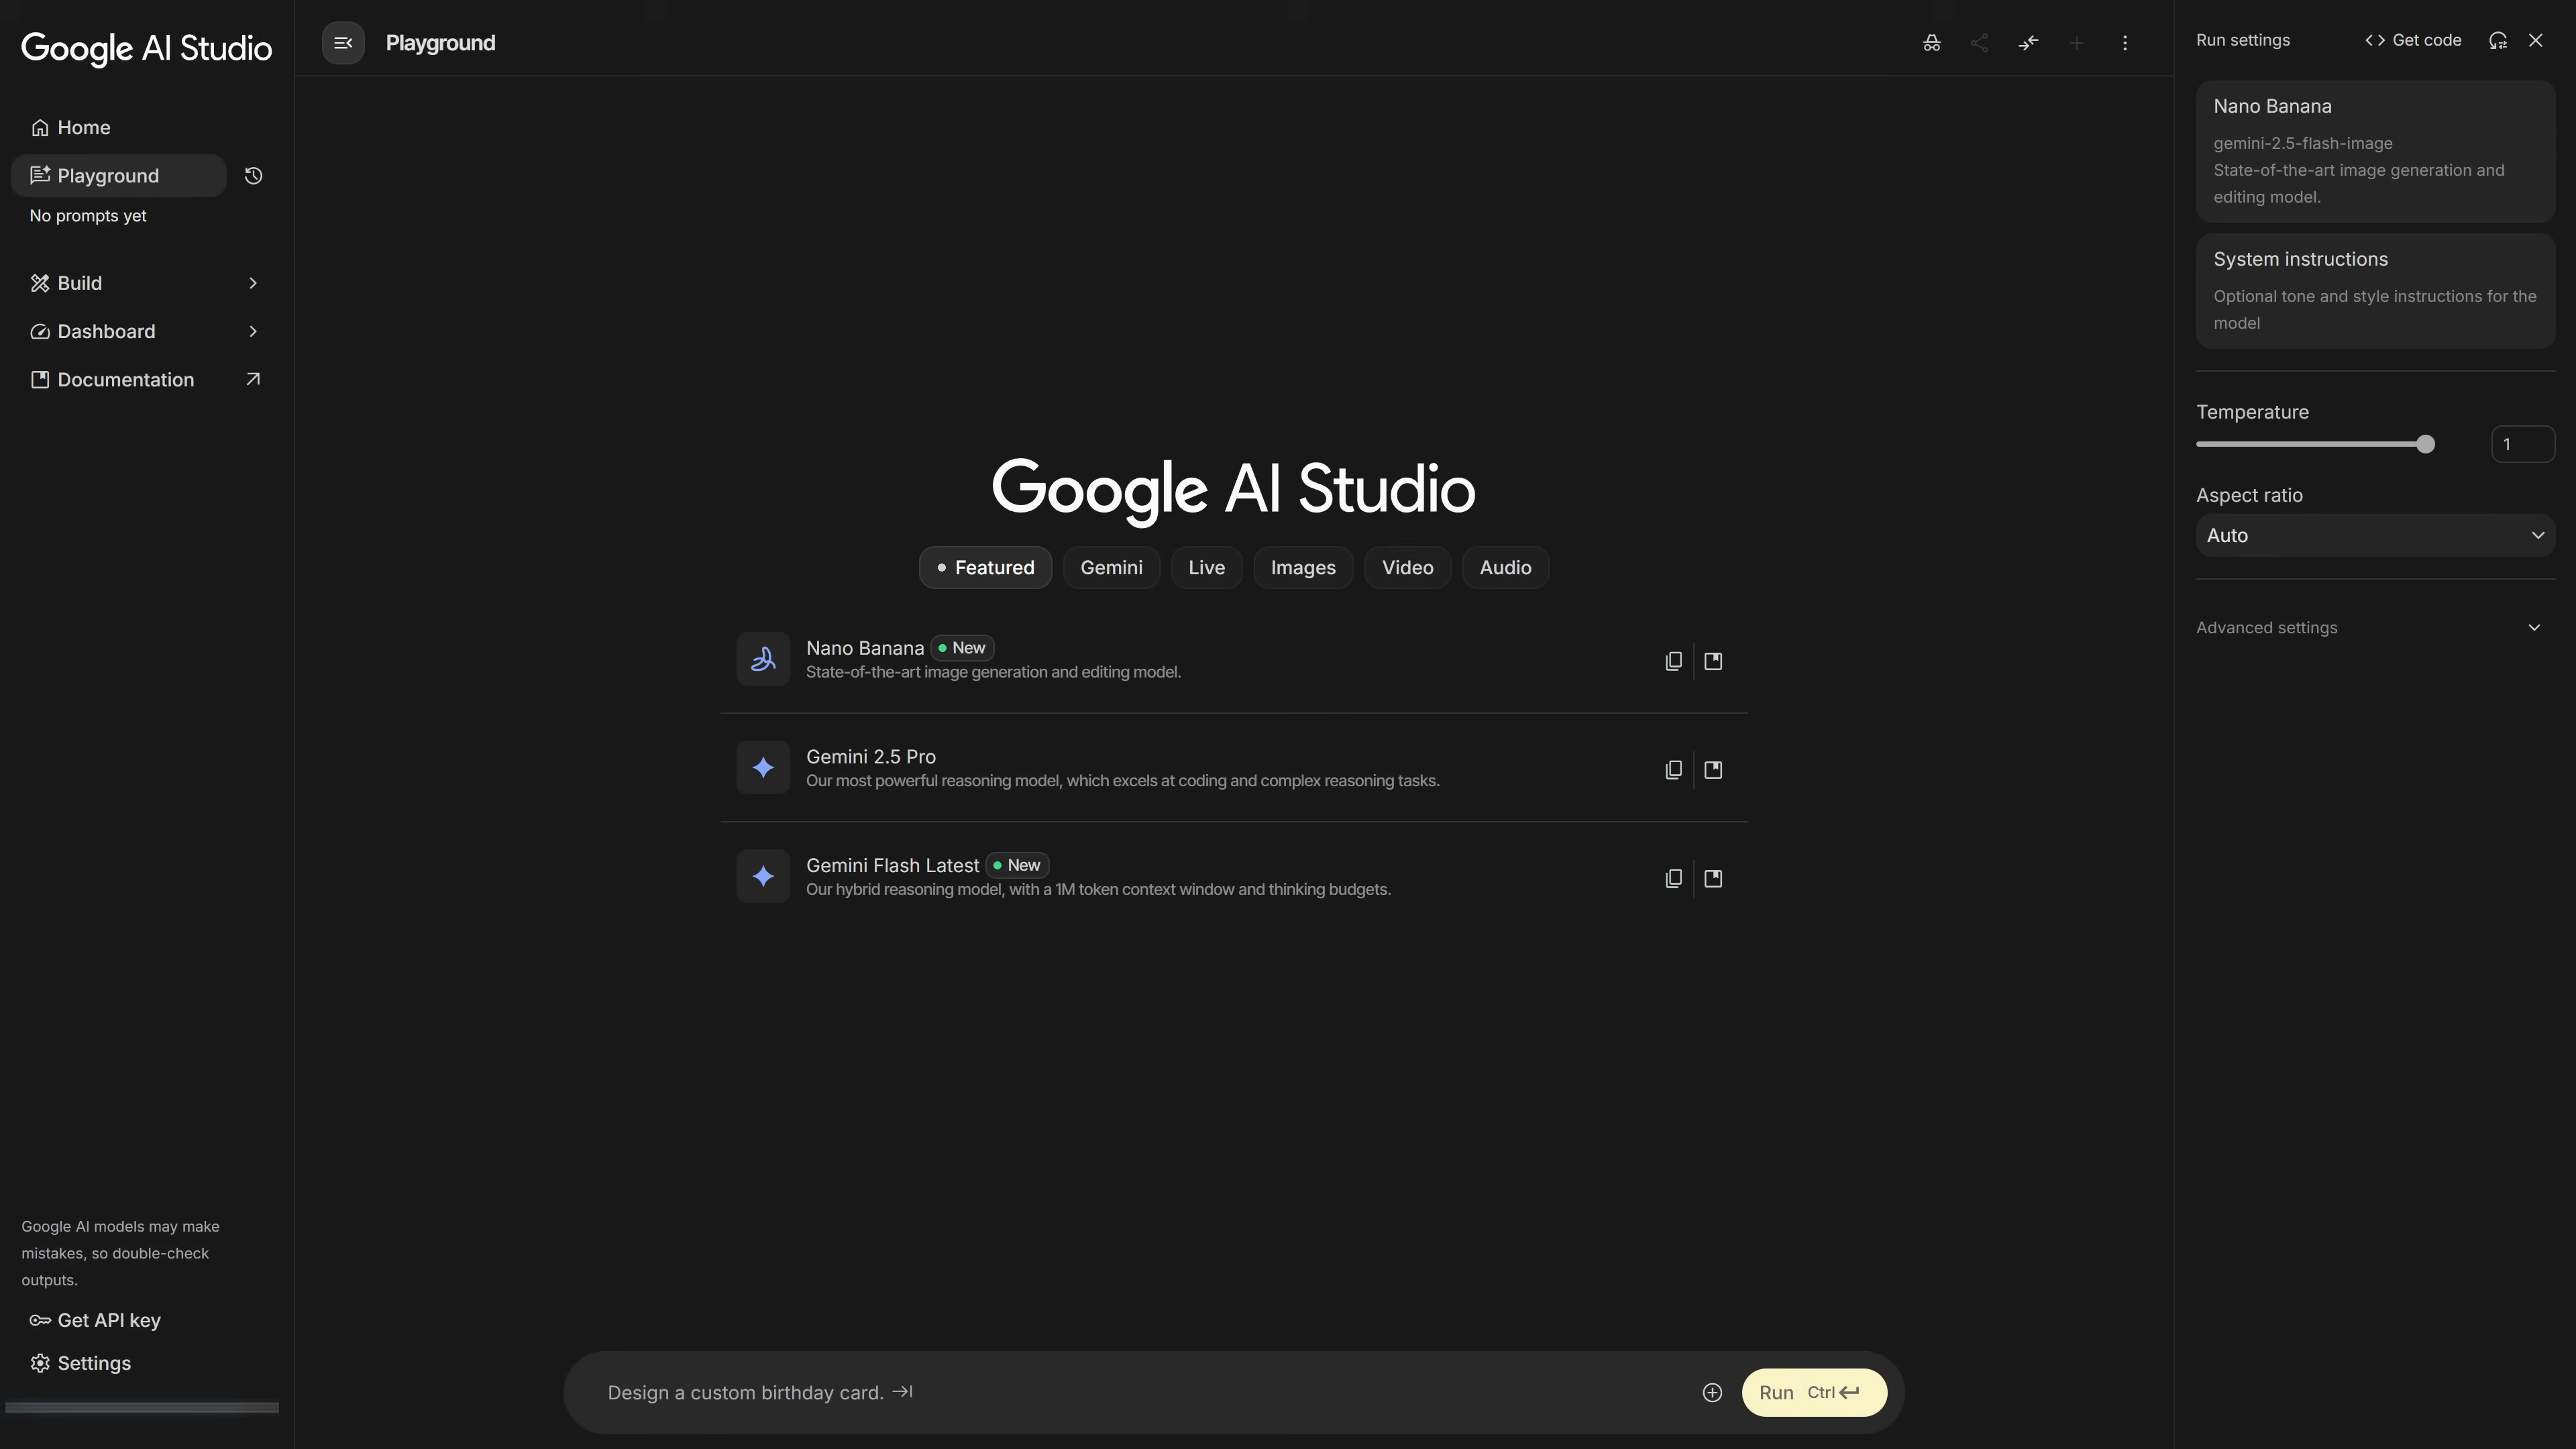 Google AI Studio
Home
Playground
No prompts yet
Build
Dashboard
Documentation
Google AI models may make
mistakes, so double-check
outputs.
Get API key
Settings
Playground
Google AI Studio
Featured
Gemini
Live
Images
Video
Audio
Nano Banana New
State-of-the-art image generation and editing model.
Gemini 2.5 Pro
Our most powerful reasoning model, which excels at coding and complex reasoning tasks.
Gemini Flash Latest New
Our hybrid reasoning model, with a 1M token context window and thinking budgets.
Design a custom birthday card.
Run Ctrl
Run settings
Get code
Nano Banana
gemini-2.5-flash-image
State-of-the-art image generation and
editing model.
System instructions
Optional tone and style instructions for the
model
Temperature
1
Aspect ratio
Auto
Advanced settings